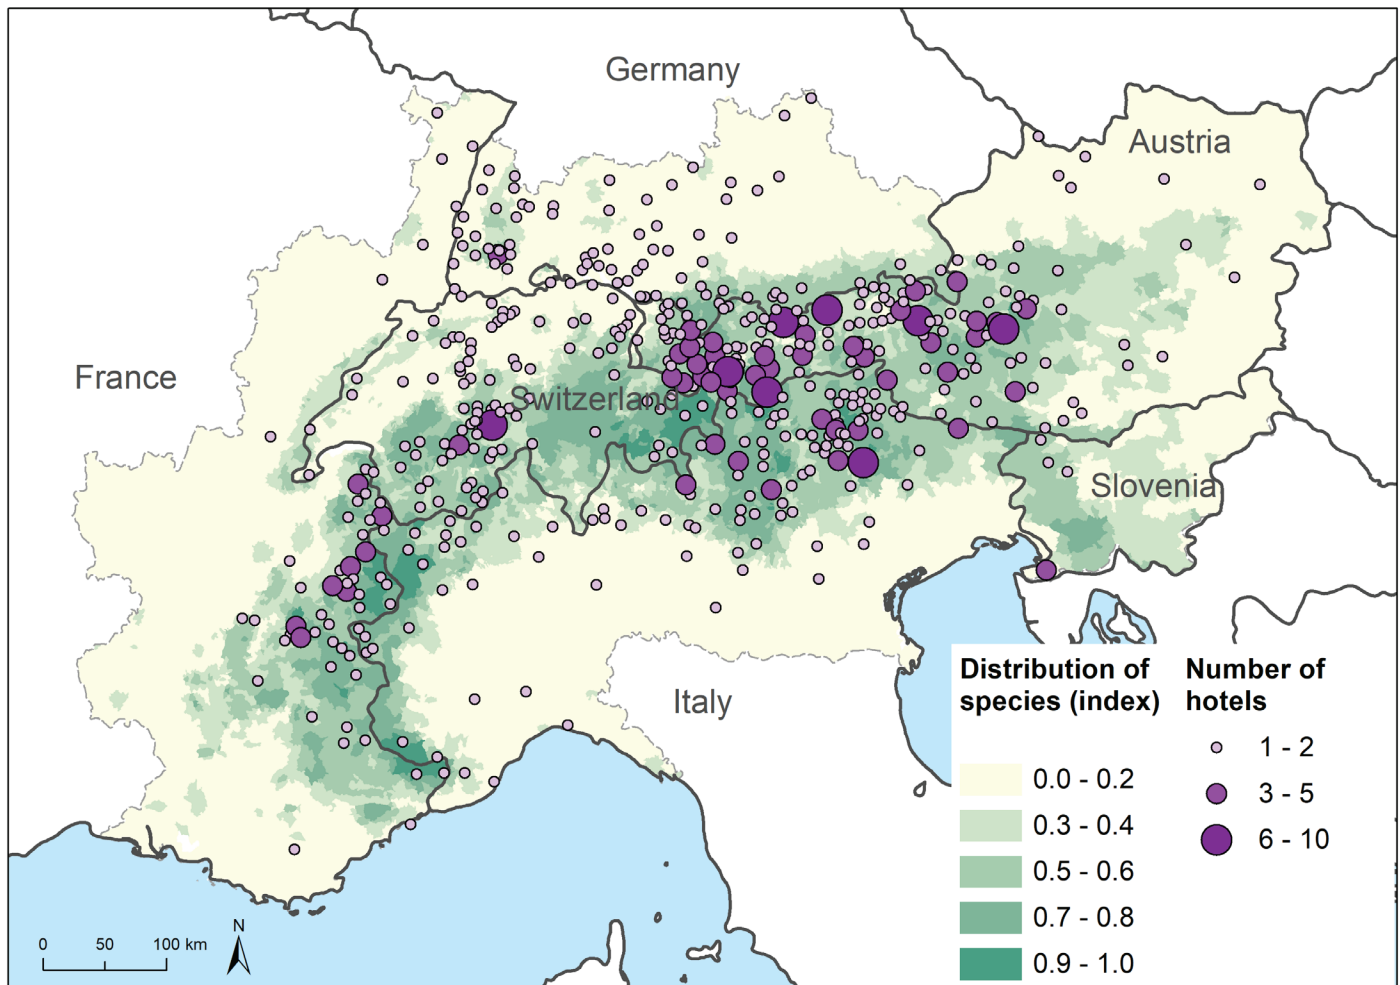 Germany
Austria
France
Switzerland
Slovenia
Italy
Distribution of
species (index)
0.0 - 0.2
0.3 - 0.4
0.5 - 0.6
0.7 - 0.8
0.9 - 1.0
Number of
hotels
1 - 2
3 - 5
6 - 10
N
0 50 100 km